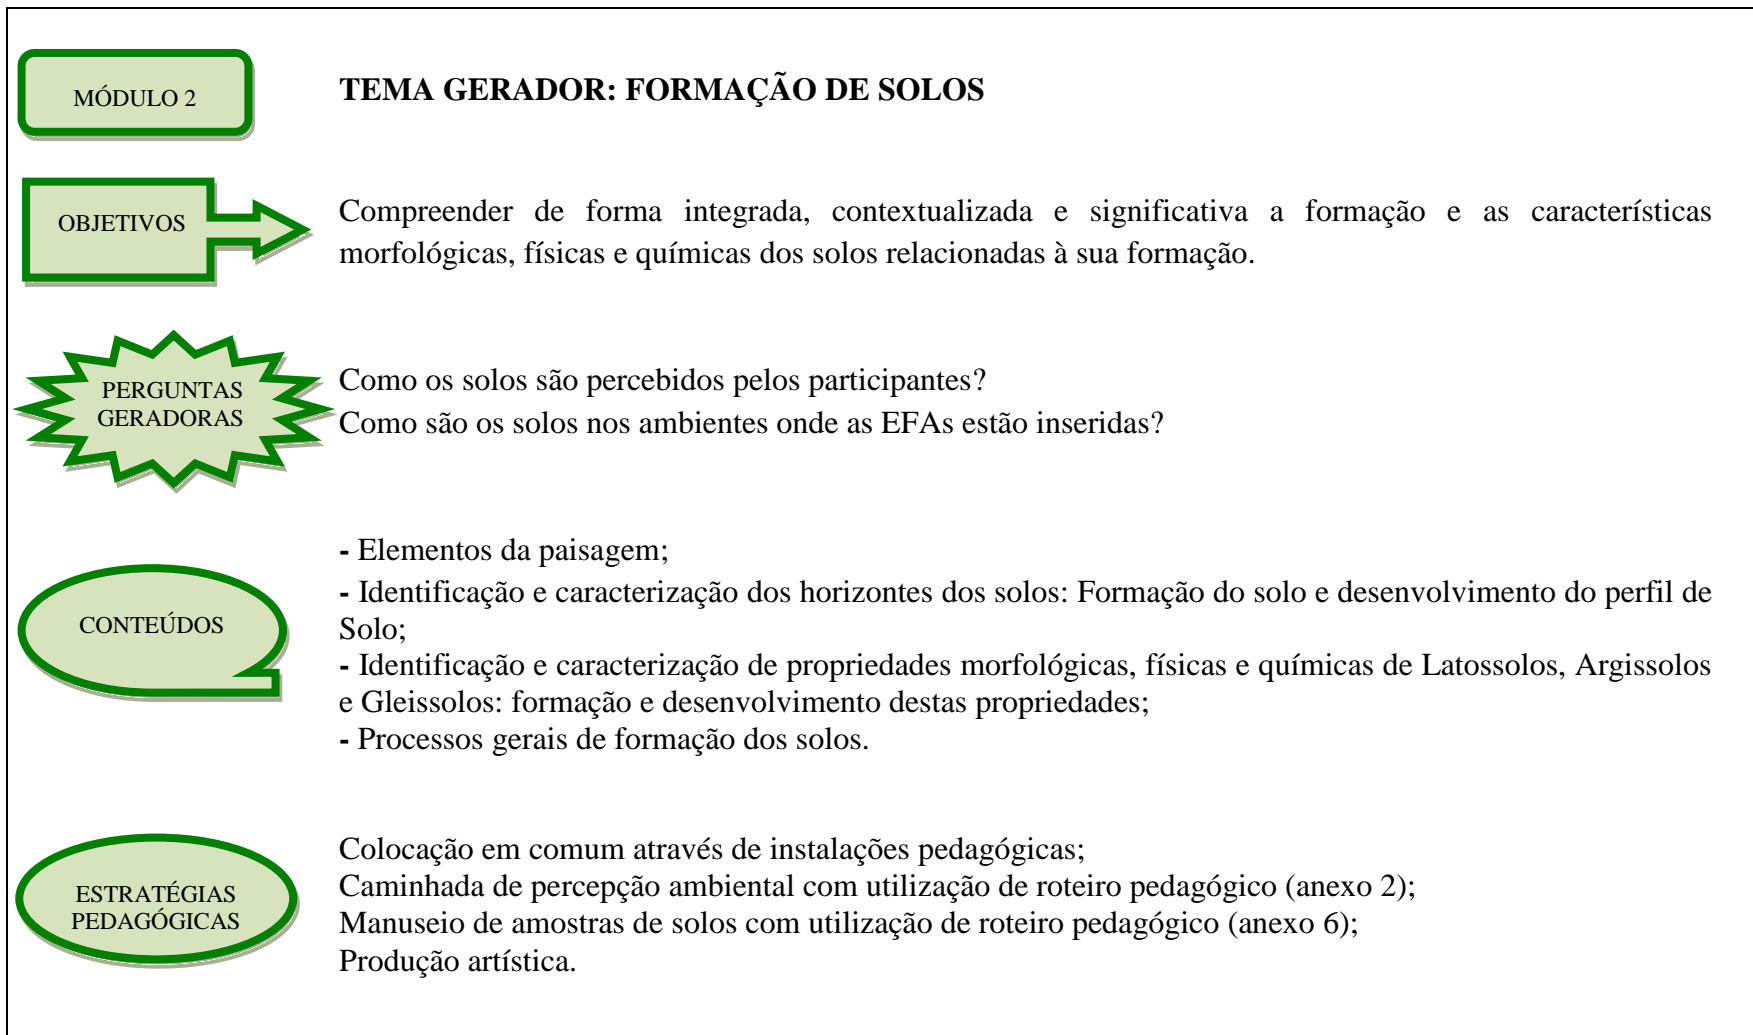 MÓDULO 2
TEMA GERADOR: FORMAÇÃO DE SOLOS
OBJETIVOS
Compreender de forma integrada, contextualizada e significativa a formação e as características
morfológicas, físicas e químicas dos solos relacionadas à sua formação.
PERGUNTAS
GERADORAS
Como os solos são percebidos pelos participantes?
Como são os solos nos ambientes onde as EFAs estão inseridas?
CONTEÚDOS
- Elementos da paisagem;
- Identificação e caracterização dos horizontes dos solos: Formação do solo e desenvolvimento do perfil de
Solo;
- Identificação e caracterização de propriedades morfológicas, físicas e químicas de Latossolos, Argissolos
e Gleissolos: formação e desenvolvimento destas propriedades;
- Processos gerais de formação dos solos.
ESTRATÉGIAS
PEDAGÓGICAS
Colocação em comum através de instalações pedagógicas;
Caminhada de percepção ambiental com utilização de roteiro pedagógico (anexo 2);
Manuseio de amostras de solos com utilização de roteiro pedagógico (anexo 6);
Produção artística.